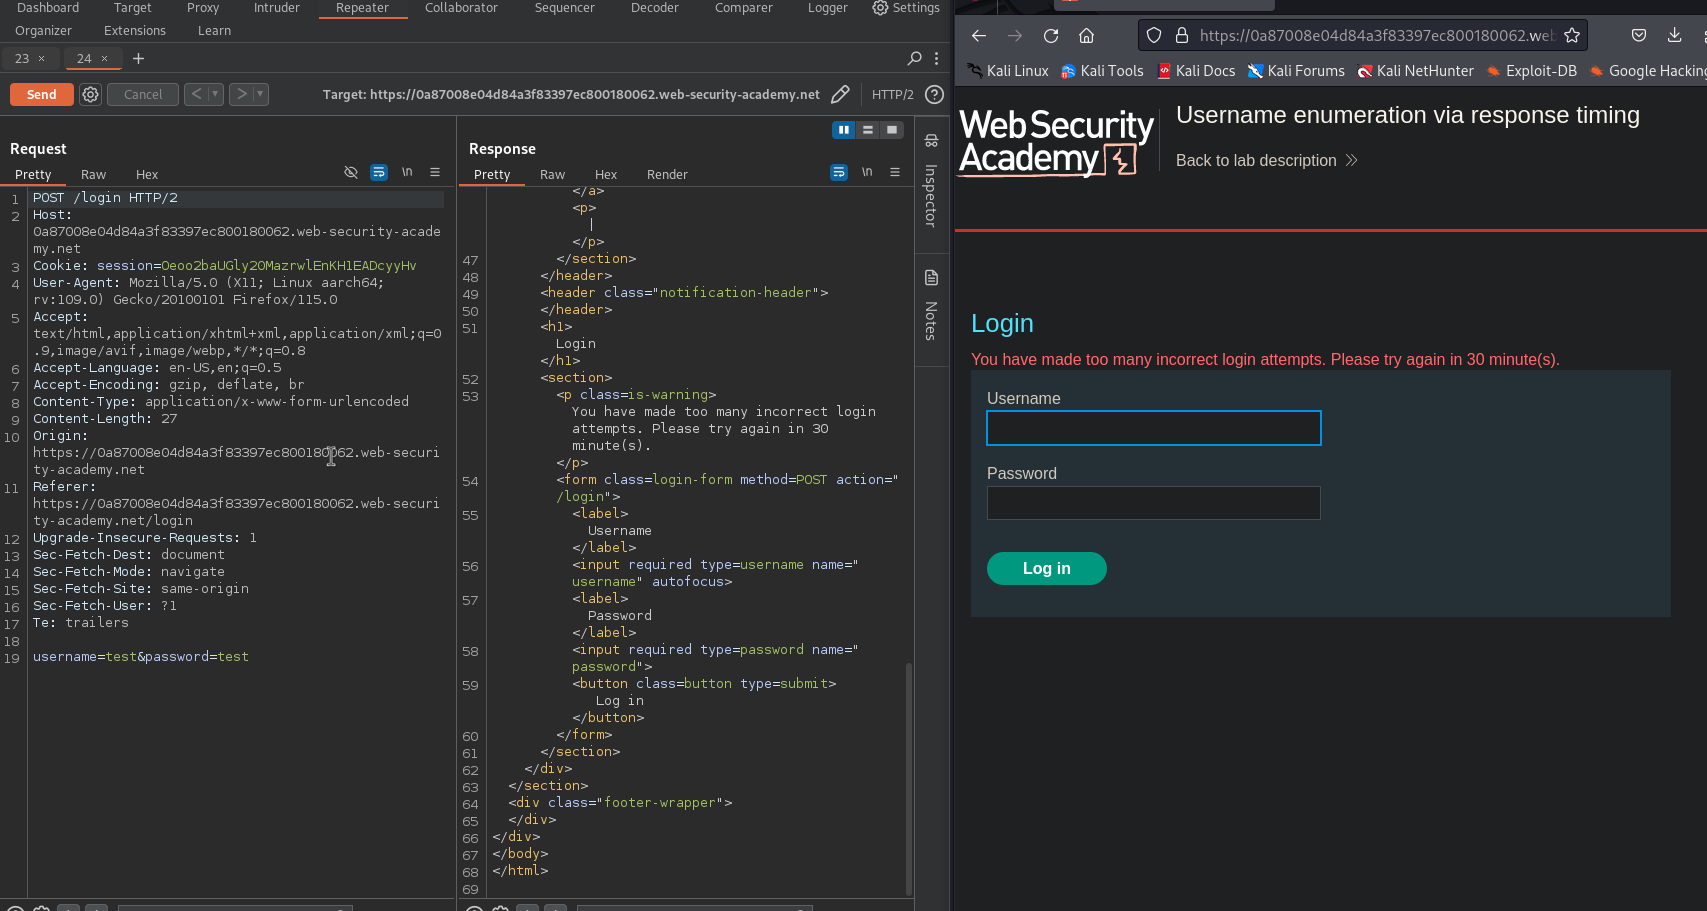 Dashboard Target Proxy Intruder Repeater Collaborator Sequencer Decoder Comparer Logger Settings
Organizer Extensions Learn
23 × 24 × +
Send Cancel < > Target: https://0a87008e04d84a3f83397ec800180062.web-security-academy.net HTTP/2 ?
Request
Pretty Raw Hex \n
1 POST /login HTTP/2
2 Host:
0a87008e04d84a3f83397ec800180062.web-security-acade
my.net
3 Cookie: session=Oeoo2baUGly2OMazrwlEnKH1EADcyyHv
4 User-Agent: Mozilla/5.0 (X11; Linux aarch64;
rv:109.0) Gecko/20100101 Firefox/115.0
5 Accept:
text/html,application/xhtml+xml,application/xml;q=0
.9,image/avif,image/webp,*/*;q=0.8
6 Accept-Language: en-US,en;q=0.5
7 Accept-Encoding: gzip, deflate, br
8 Content-Type: application/x-www-form-urlencoded
9 Content-Length: 27
10 Origin:
https://0a87008e04d84a3f83397ec800180062.web-securi
ty-academy.net
11 Referer:
https://0a87008e04d84a3f83397ec800180062.web-securi
ty-academy.net/login
12 Upgrade-Insecure-Requests: 1
13 Sec-Fetch-Dest: document
14 Sec-Fetch-Mode: navigate
15 Sec-Fetch-Site: same-origin
16 Sec-Fetch-User: ?1
17 Te: trailers
18
19 username=test&password=test
Response
Pretty Raw Hex Render \n
</a>
<p>
|
</p>
47 </section>
48 </header>
49 <header class="notification-header">
50 </header>
51 <h1>
Login
</h1>
52 <section>
53 <p class=is-warning>
You have made too many incorrect login
attempts. Please try again in 30
minute(s).
</p>
54 <form class=login-form method=POST action="
/login">
55 <label>
Username
</label>
56 <input required type=username name="
username" autofocus>
57 <label>
Password
</label>
58 <input required type=password name="
password">
59 <button class=button type=submit>
Log in
</button>
60 </form>
61 </section>
62 </div>
63 </section>
64 <div class="footer-wrapper">
65 </div>
66 </div>
67 </body>
68 </html>
69
Inspector
Notes
https://0a87008e04d84a3f83397ec800180062.web
Kali Linux Kali Tools Kali Docs Kali Forums Kali NetHunter Exploit-DB Google Hacking
Web Security
Academy
Username enumeration via response timing
Back to lab description
Login
You have made too many incorrect login attempts. Please try again in 30 minute(s).
Username
Password
Log in